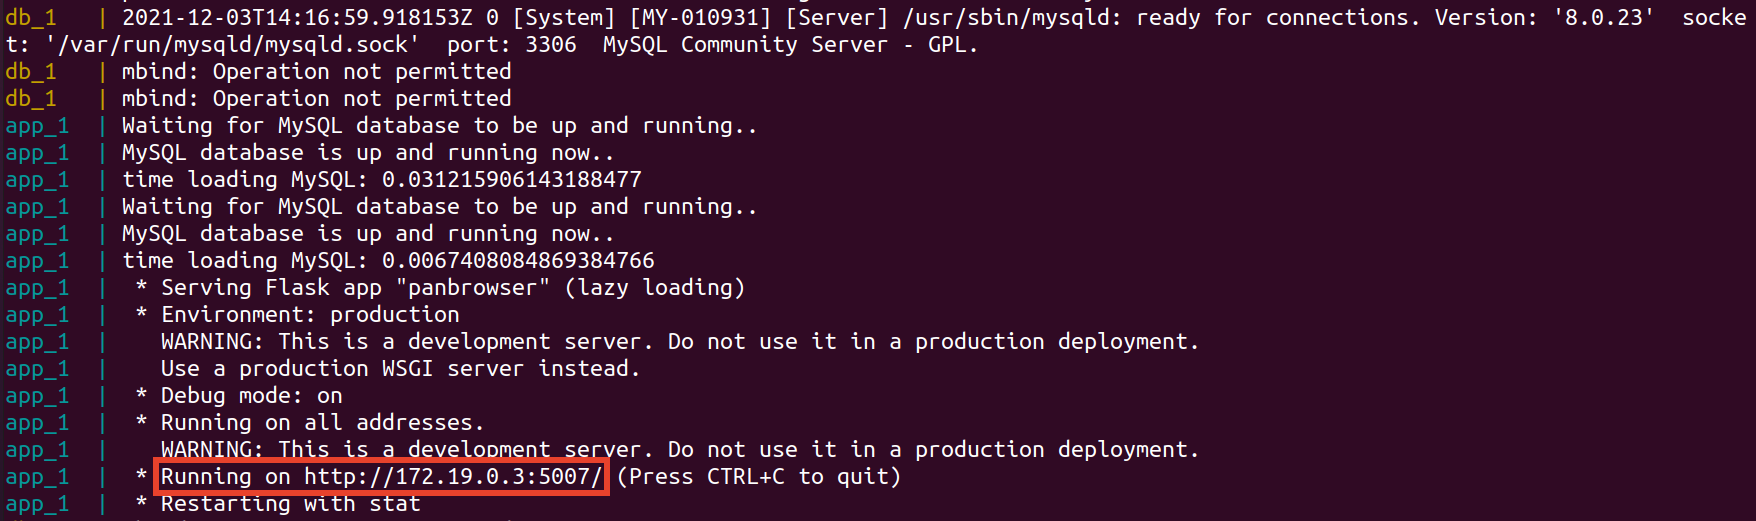 db_1   | 2021-12-03T14:16:59.918153Z 0 [System] [MY-010931] [Server] /usr/sbin/mysqld: ready for connections. Version: '8.0.23'  socke
t: '/var/run/mysqld/mysqld.sock'  port: 3306  MySQL Community Server - GPL.
db_1   | mbind: Operation not permitted
db_1   | mbind: Operation not permitted
app_1  | Waiting for MySQL database to be up and running..
app_1  | MySQL database is up and running now..
app_1  | time loading MySQL: 0.031215906143188477
app_1  | Waiting for MySQL database to be up and running..
app_1  | MySQL database is up and running now..
app_1  | time loading MySQL: 0.0067408084869384766
app_1  |  * Serving Flask app "panbrowser" (lazy loading)
app_1  |  * Environment: production
app_1  |    WARNING: This is a development server. Do not use it in a production deployment.
app_1  |    Use a production WSGI server instead.
app_1  |  * Debug mode: on
app_1  |  * Running on all addresses.
app_1  |    WARNING: This is a development server. Do not use it in a production deployment.
app_1  |  * Running on http://172.19.0.3:5007/ (Press CTRL+C to quit)
app_1  |  * Restarting with stat